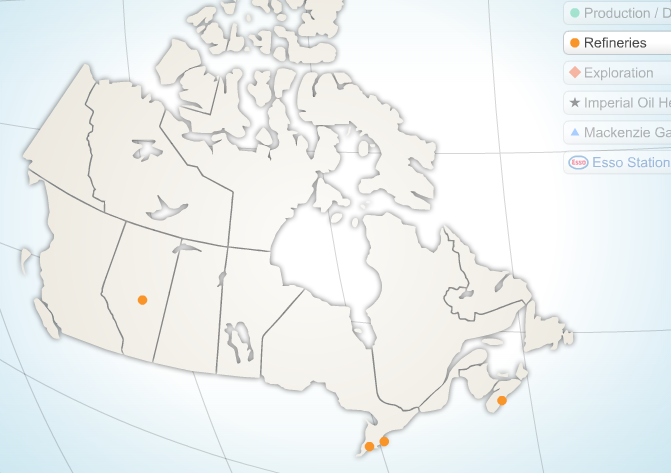 Production / D
Refineries
Exploration
Imperial Oil He
Mackenzie Ga
Esso Esso Station